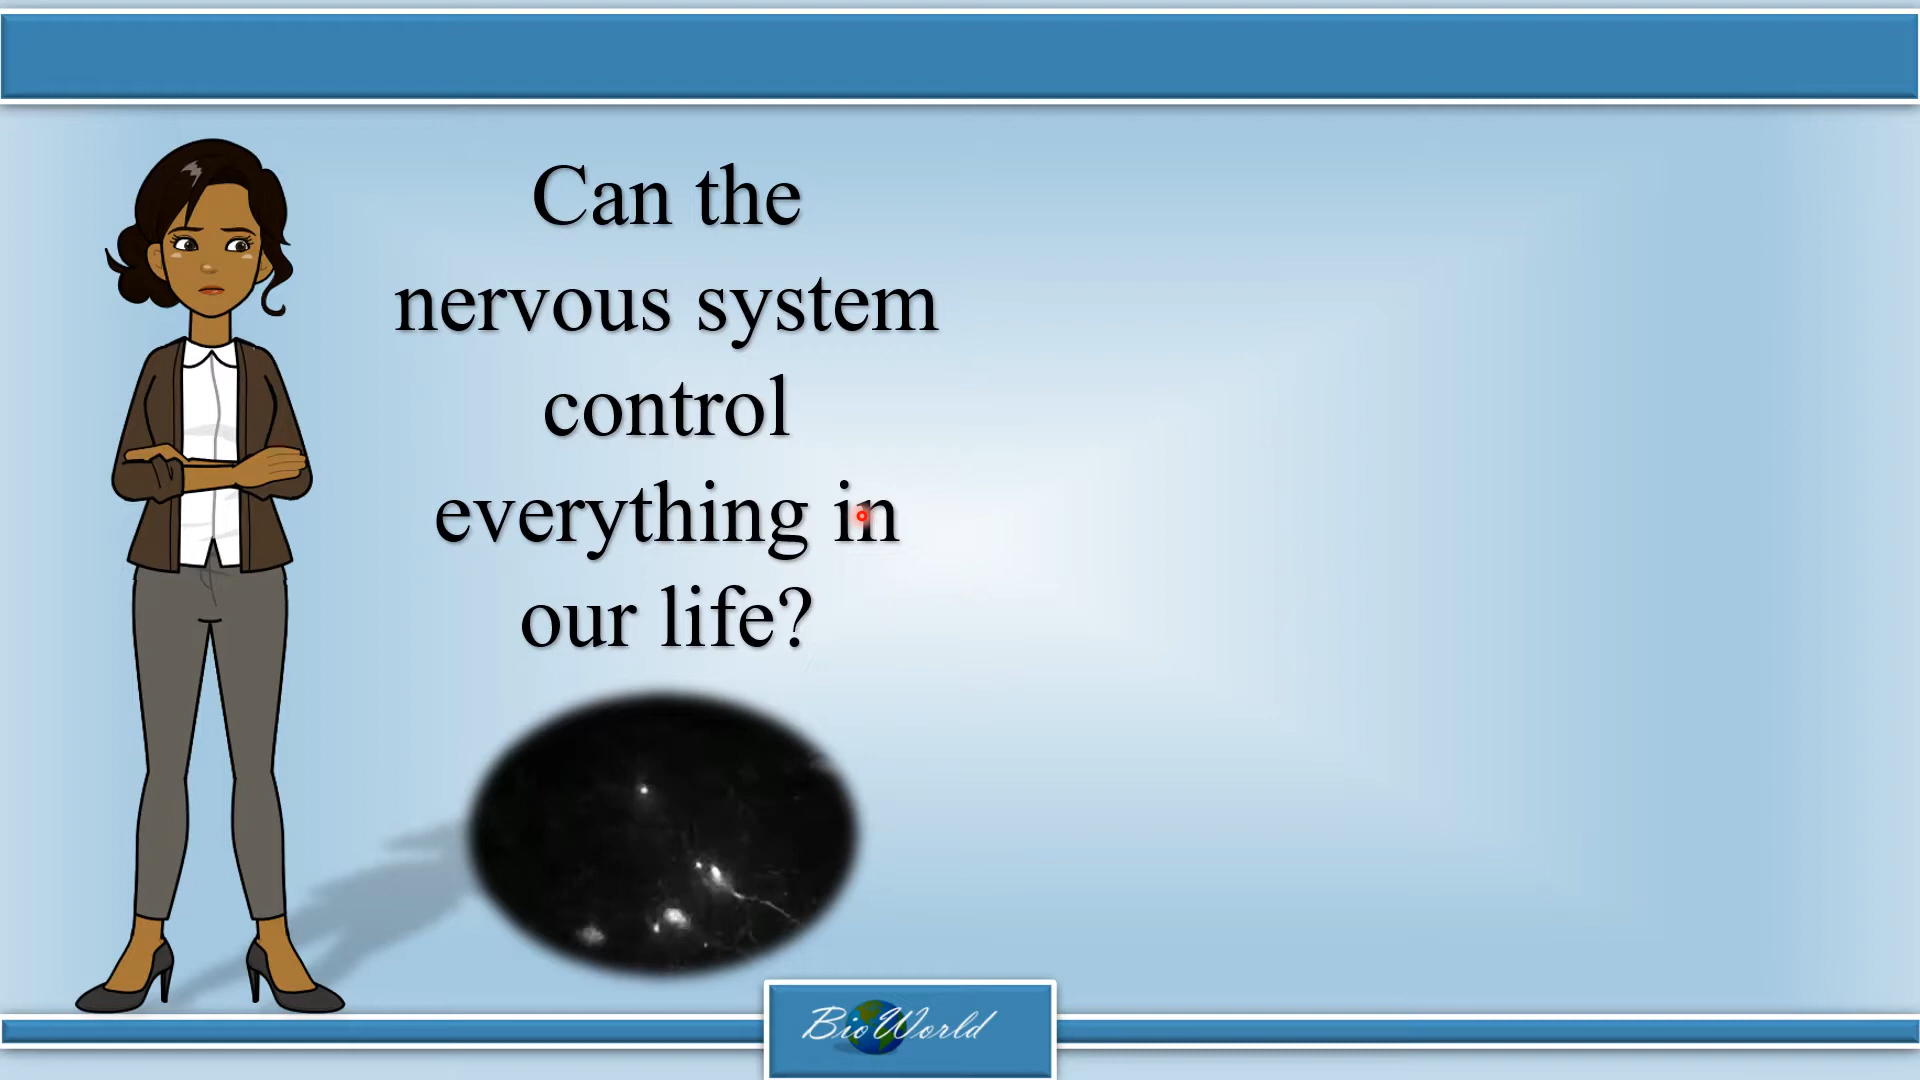 Can the
nervous system
control
everything in
our life?
BioWorld